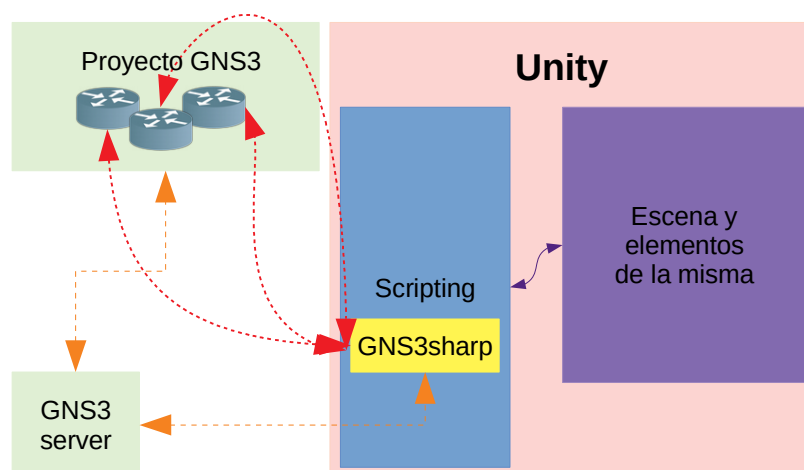 Proyecto GNS3
Unity
Escena y
elementos
de la misma
Scripting
GNS3sharp
GNS3
server